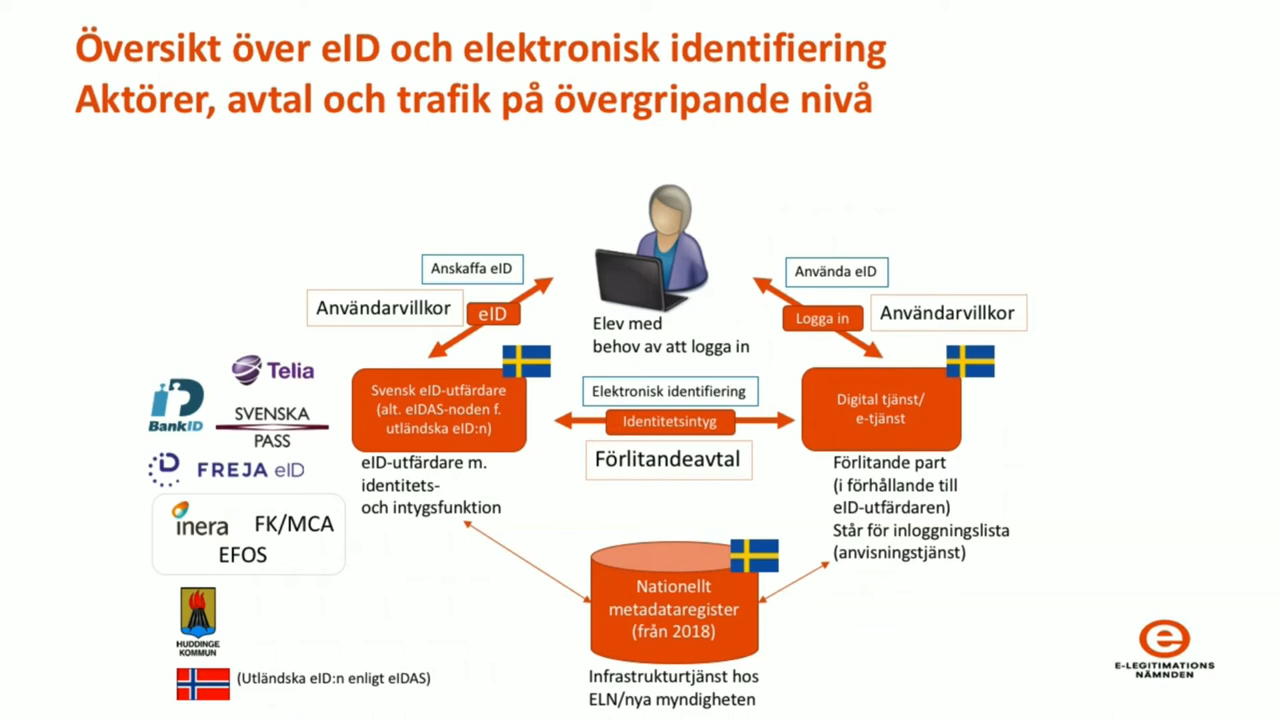 Översikt över eID och elektronisk identifiering
Aktörer, avtal och trafik på övergripande nivå
Anskaffa eID
Använda eID
Användarvillkor
eID
Logga in
Användarvillkor
Elev med
behov av att logga in
Telia
BankID
SVENSKA
PASS
FREJA eID
inera
FK/MCA
EFOS
HUDDINGE
KOMMUN
(Utländska eID:n enligt eIDAS)
Svensk eID-utfärdare
(alt. eIDAS-noden f.
utländska eID:n)
eID-utfärdare m.
identitets-
och intygsfunktion
Elektronisk identifiering
Identitetsintyg
Förlitandeavtal
Digital tjänst/
e-tjänst
Förlitande part
(i förhållande till
eID-utfärdaren)
Står för inloggningslista
(anvisningstjänst)
Nationellt
metadataregister
(från 2018)
Infrastrukturtjänst hos
ELN/nya myndigheten
E-LEGITIMATIONS
NÄMNDEN